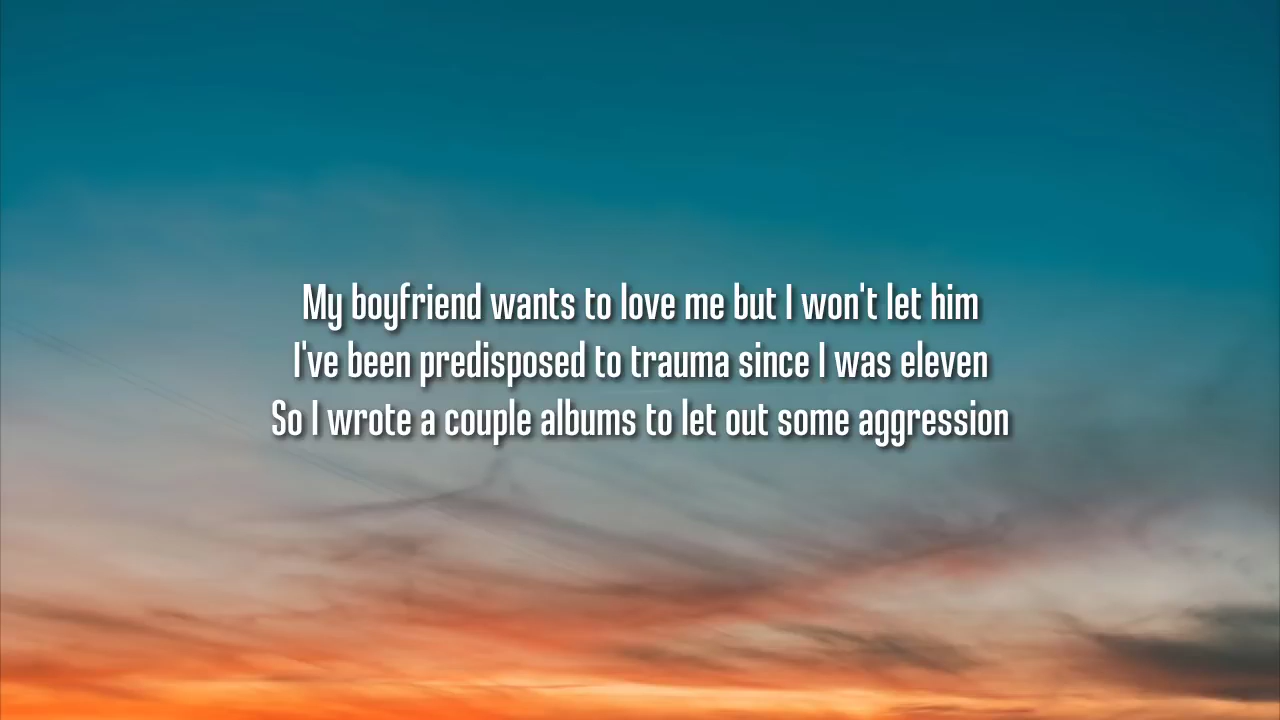 My boyfriend wants to love me but I won't let him
I've been predisposed to trauma since I was eleven
So I wrote a couple albums to let out some aggression